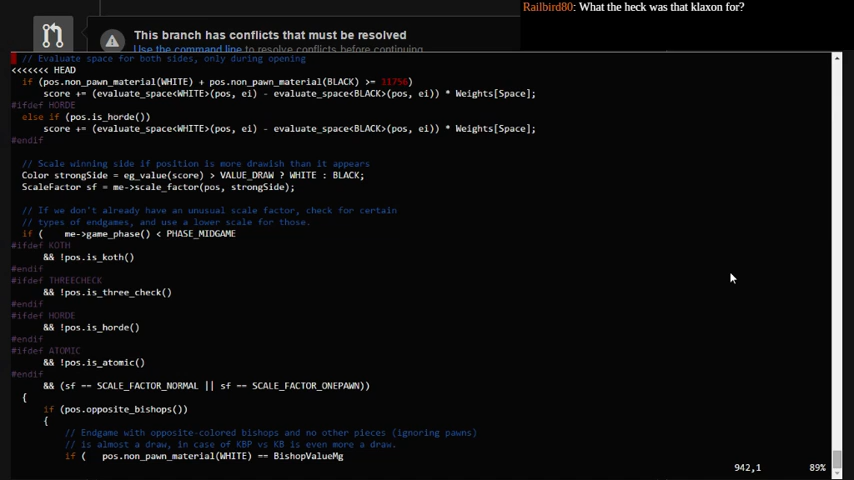 Railbird80: What the heck was that klaxon for?
This branch has conflicts that must be resolved
Use the command line to resolve conflicts before continuing.
// Evaluate space for both sides, only during opening
<<<<<<< HEAD
if (pos.non_pawn_material(WHITE) + pos.non_pawn_material(BLACK) >= 11756)
score += (evaluate_space<WHITE>(pos, ei) - evaluate_space<BLACK>(pos, ei)) * Weights[Space];
#ifdef HORDE
else if (pos.is_horde())
score += (evaluate_space<WHITE>(pos, ei) - evaluate_space<BLACK>(pos, ei)) * Weights[Space];
#endif
// Scale winning side if position is more drawish than it appears
Color strongSide = eg_value(score) > VALUE_DRAW ? WHITE : BLACK;
ScaleFactor sf = me->scale_factor(pos, strongSide);
// If we don't already have an unusual scale factor, check for certain
// types of endgames, and use a lower scale for those.
if (    me->game_phase() < PHASE_MIDGAME
#ifdef KOTH
&& !pos.is_koth()
#endif
#ifdef THREECHECK
&& !pos.is_three_check()
#endif
#ifdef HORDE
&& !pos.is_horde()
#endif
#ifdef ATOMIC
&& !pos.is_atomic()
#endif
&& (sf == SCALE_FACTOR_NORMAL || sf == SCALE_FACTOR_ONEPAWN))
{
if (pos.opposite_bishops())
{
// Endgame with opposite-colored bishops and no other pieces (ignoring pawns)
// is almost a draw, in case of KBP vs KB is even more a draw.
if (   pos.non_pawn_material(WHITE) == BishopValueMg
942,1 89%